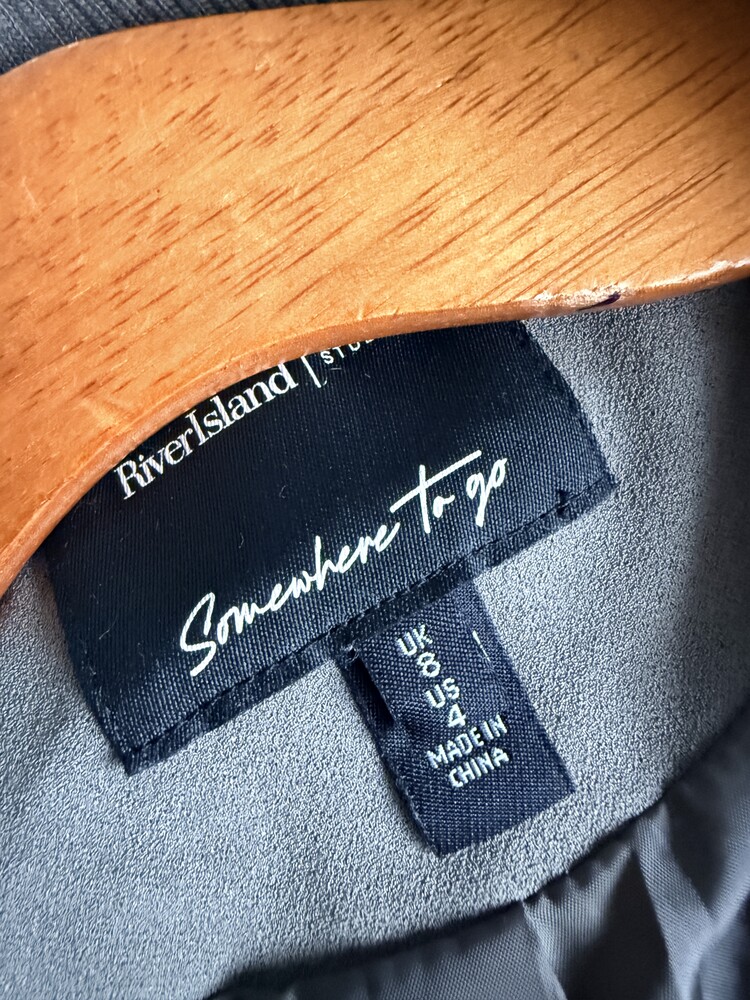 RiverIsland
Somewhere to go
UK
8
US
4
MADE IN
CHINA